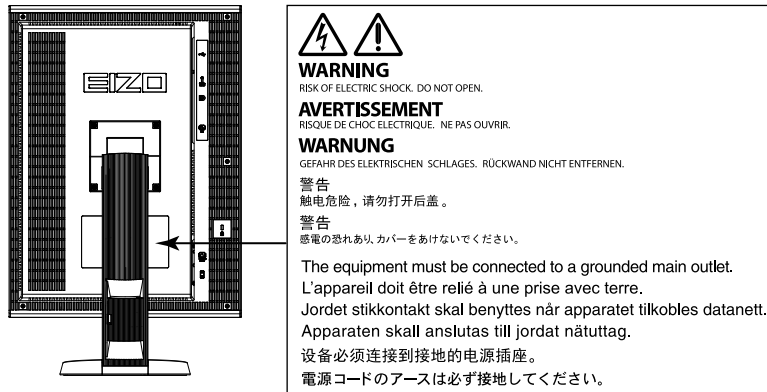 EIZO
WARNING
RISK OF ELECTRIC SHOCK. DO NOT OPEN.
AVERTISSEMENT
RISQUE DE CHOC ELECTRIQUE. NE PAS OUVRIR.
WARNUNG
GEFAHR DES ELEKTRISCHEN SCHLAGES. RÜCKWAND NICHT ENTFERNEN.
警告
触电危险，请勿打开后盖。
警告
感電の恐れあり、カバーをあけないでください。
The equipment must be connected to a grounded main outlet.
L'appareil doit être relié à une prise avec terre.
Jordet stikkontakt skal benyttes når apparatet tilkobles datanett.
Apparaten skall anslutas till jordat nätuttag.
设备必须连接到接地的电源插座。
電源コードのアースは必ず接地してください。